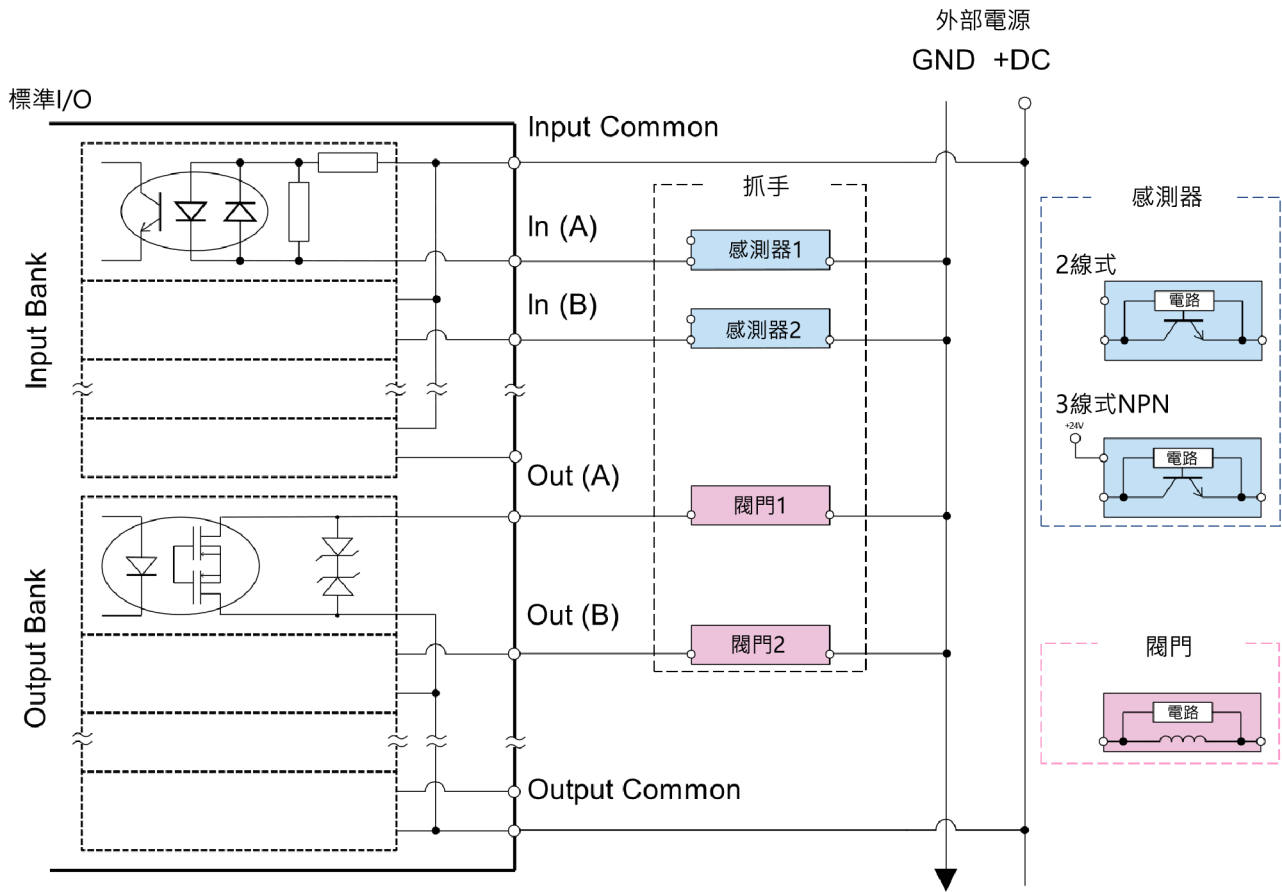 外部電源
GND +DC
標準I/O
Input Common
抓手
感測器
In (A)
感測器1
2線式
電路
In (B)
感測器2
Input Bank
3線式NPN
+24V
電路
Out (A)
閥門1
Out (B)
閥門2
閥門
Output Bank
電路
Output Common